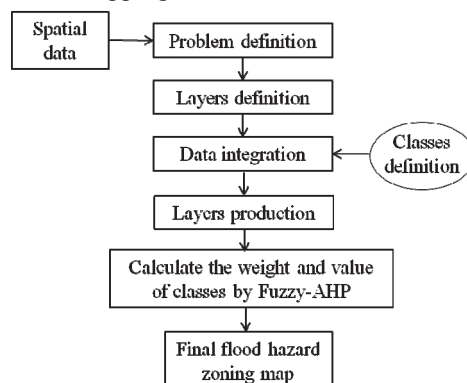 Spatial
data
Problem definition
Layers definition
Data integration
Classes
definition
Layers production
Calculate the weight and value
of classes by Fuzzy-AHP
Final flood hazard
zoning map